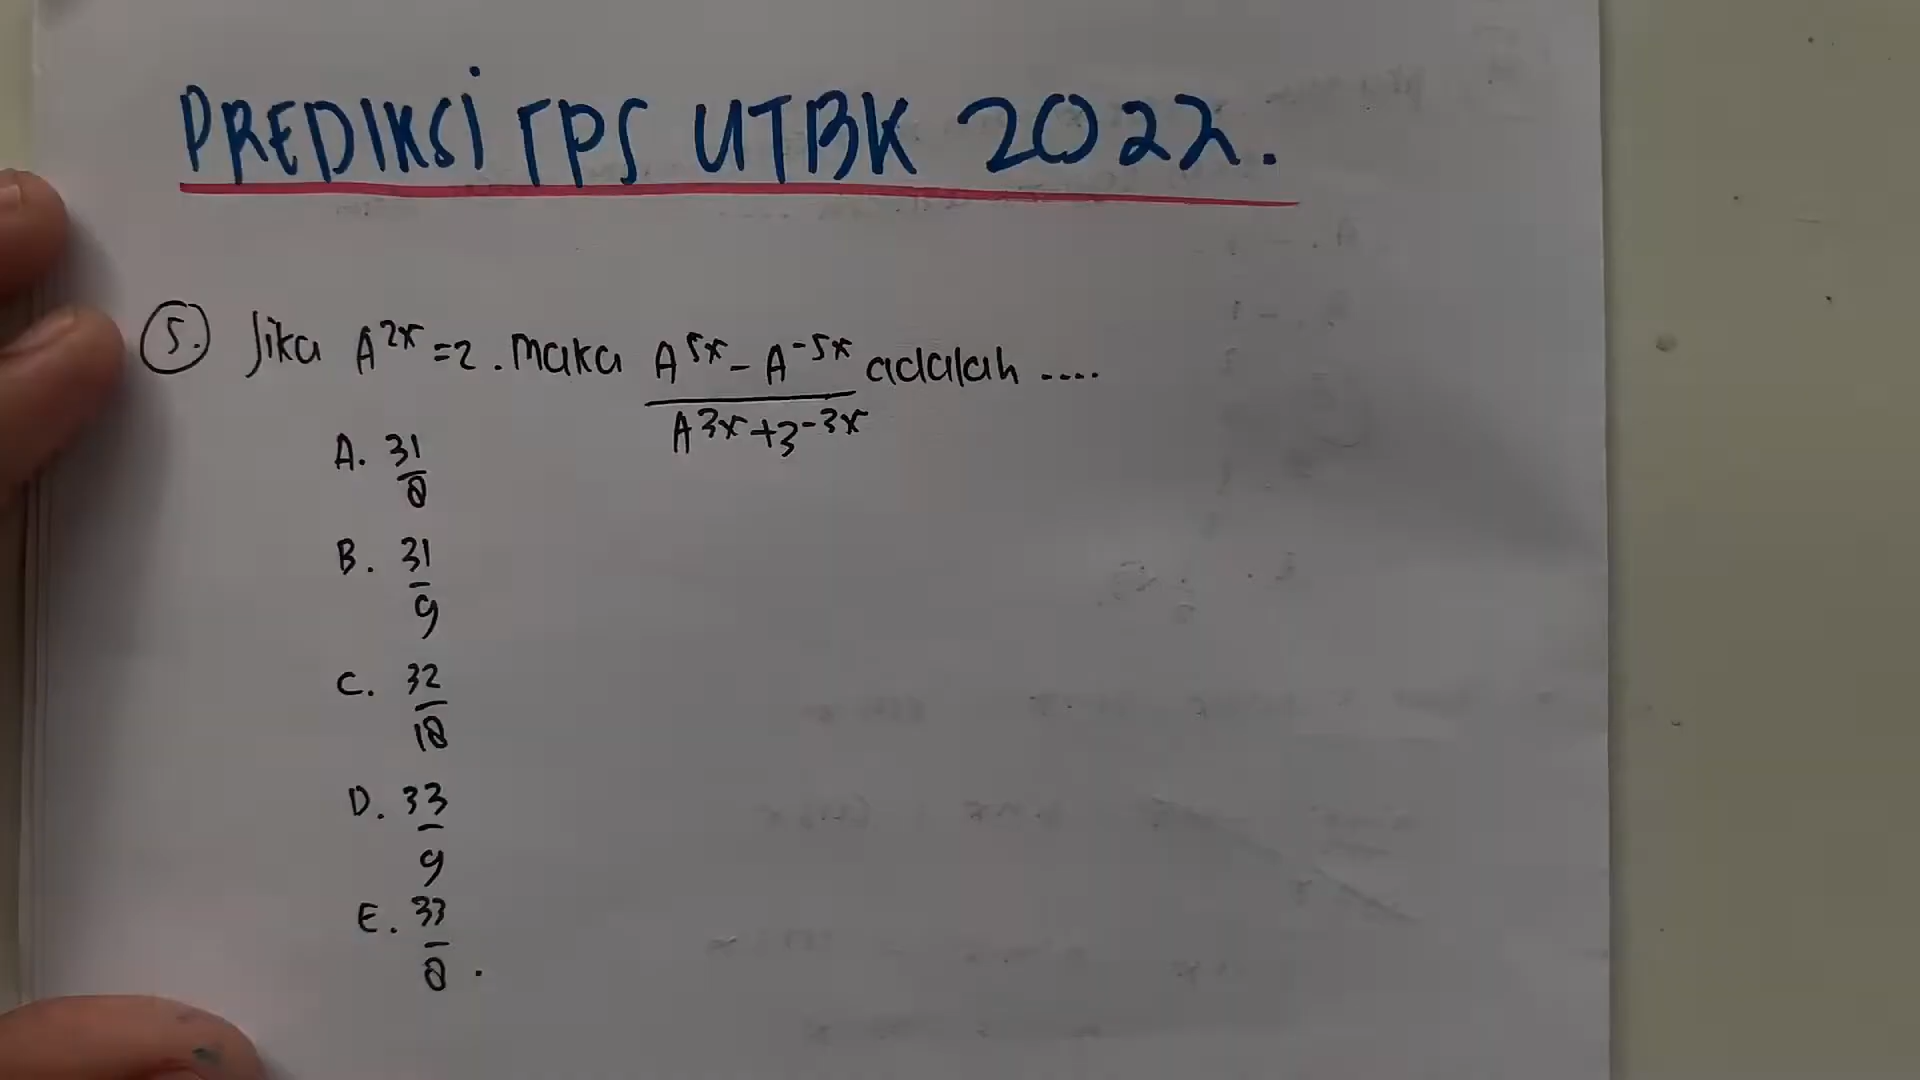 PREDIKSI TPS UTBK 2022.
5. Jika A^2x = 2. maka A^5x - A^-5x adalah ....
A^3x + 3^-3x
A. 31/8
B. 31/9
C. 32/18
D. 33/9
E. 33/8.